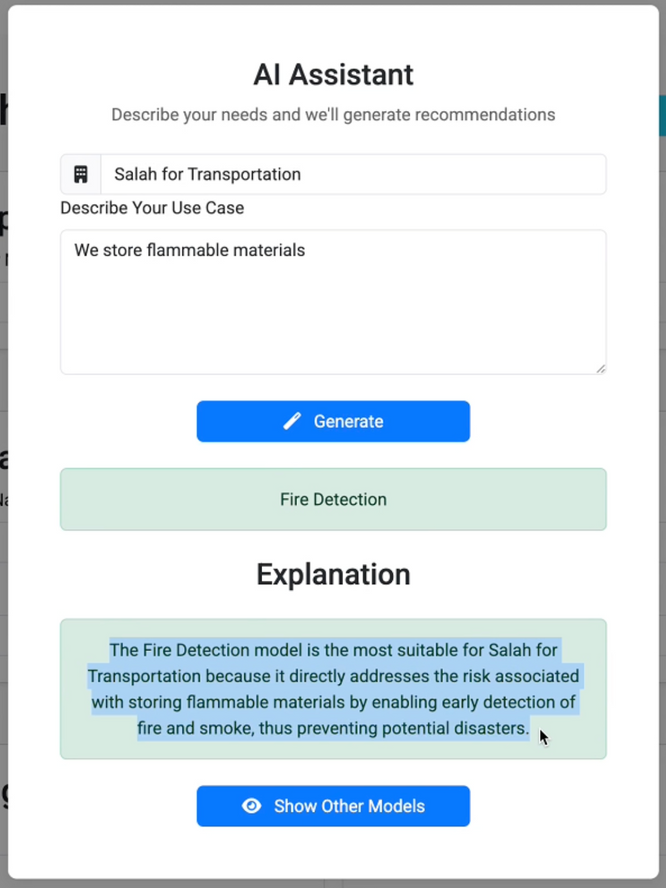 AI Assistant
Describe your needs and we'll generate recommendations
Salah for Transportation
Describe Your Use Case
We store flammable materials
Generate
Fire Detection
Explanation
The Fire Detection model is the most suitable for Salah for
Transportation because it directly addresses the risk associated
with storing flammable materials by enabling early detection of
fire and smoke, thus preventing potential disasters.
Show Other Models